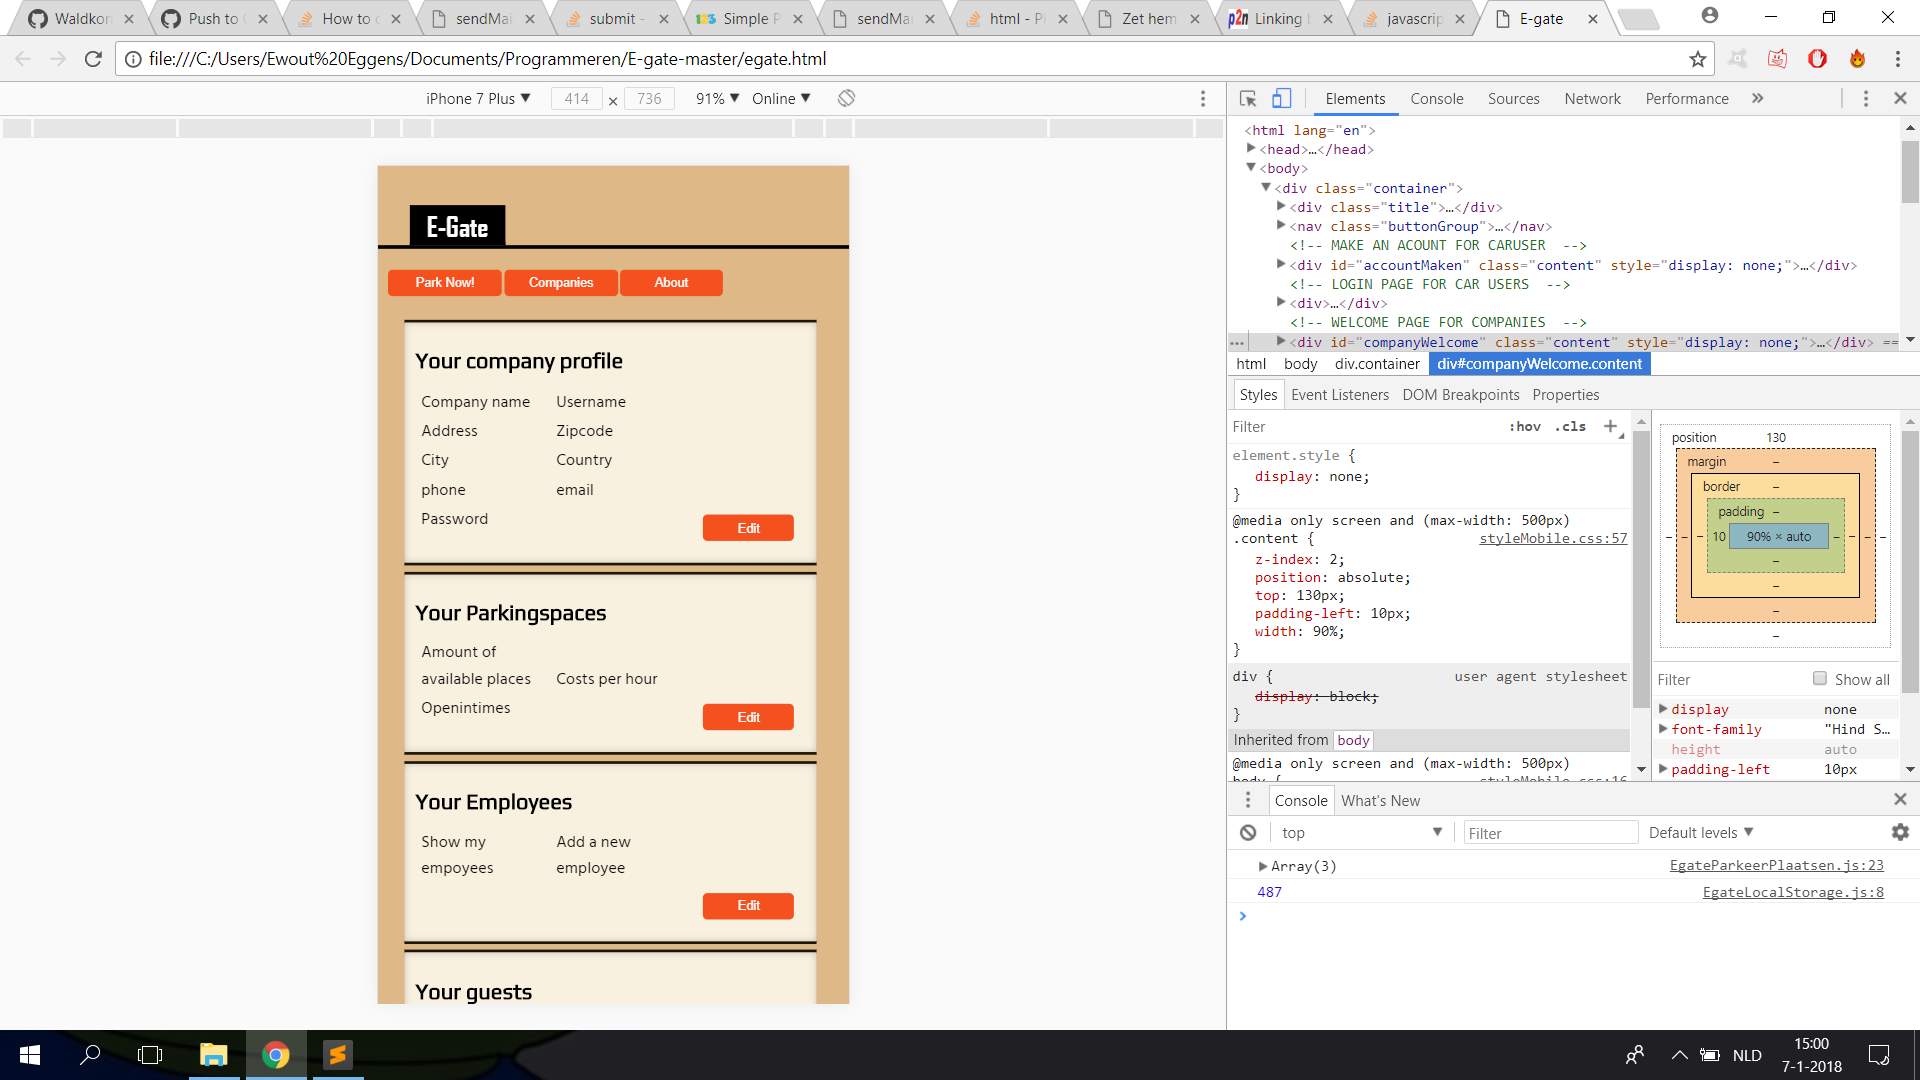 Waldkorn
Push to G
How to c
sendMai
submit -
Simple P
sendMai
html - P
Zet hem
Linking b
javascrip
E-gate
file:///C:/Users/Ewout%20Eggens/Documents/Programmeren/E-gate-master/egate.html
iPhone 7 Plus ▼ 414 × 736 91% ▼ Online ▼
Elements Console Sources Network Performance »
<html lang="en">
▶<head>…</head>
▼<body>
▼<div class="container">
▶<div class="title">…</div>
▶<nav class="buttonGroup">…</nav>
<!-- MAKE AN ACOUNT FOR CARUSER -->
▶<div id="accountMaken" class="content" style="display: none;">…</div>
<!-- LOGIN PAGE FOR CAR USERS -->
▶<div>…</div>
<!-- WELCOME PAGE FOR COMPANIES -->
… ▶<div id="companyWelcome" class="content" style="display: none;">…</div> ==
html body div.container div#companyWelcome.content
Styles Event Listeners DOM Breakpoints Properties
Filter :hov .cls +
element.style {
display: none;
}
@media only screen and (max-width: 500px)
.content { styleMobile.css:57
z-index: 2;
position: absolute;
top: 130px;
padding-left: 10px;
width: 90%;
}
div { user agent stylesheet
display: block;
}
Inherited from body
@media only screen and (max-width: 500px)
body { styleMobile.css:16
position 130
margin –
border –
padding –
– – – 10 90% × auto – – – –
–
–
–
–
Filter Show all
▶display none
▶font-family "Hind S…
height auto
▶padding-left 10px
Console What's New
top ▼ Filter Default levels ▼
▶Array(3) EgateParkeerPlaatsen.js:23
487 EgateLocalStorage.js:8
>
E-Gate
Park Now! Companies About
Your company profile
Company name Username
Address Zipcode
City Country
phone email
Password
Edit
Your Parkingspaces
Amount of
available places Costs per hour
Openintimes
Edit
Your Employees
Show my Add a new
empoyees employee
Edit
Your guests
NLD
15:00
7-1-2018